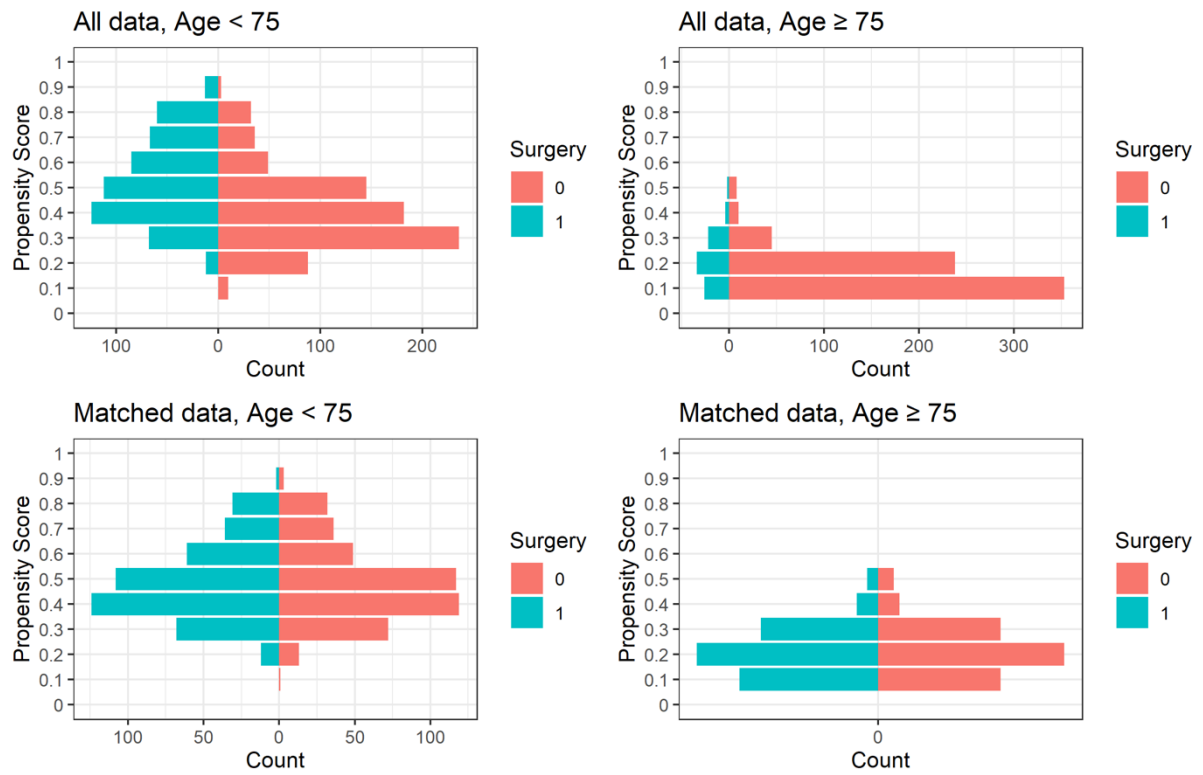 All data, Age < 75
Propensity Score
1
0.9
0.8
0.7
0.6
0.5
0.4
0.3
0.2
0.1
0
100 0 100 200
Count
Surgery
0
1
All data, Age ≥ 75
Propensity Score
1
0.9
0.8
0.7
0.6
0.5
0.4
0.3
0.2
0.1
0
0 100 200 300
Count
Surgery
0
1
Matched data, Age < 75
Propensity Score
1
0.9
0.8
0.7
0.6
0.5
0.4
0.3
0.2
0.1
0
100 50 0 50 100
Count
Surgery
0
1
Matched data, Age ≥ 75
Propensity Score
1
0.9
0.8
0.7
0.6
0.5
0.4
0.3
0.2
0.1
0
0
Count
Surgery
0
1